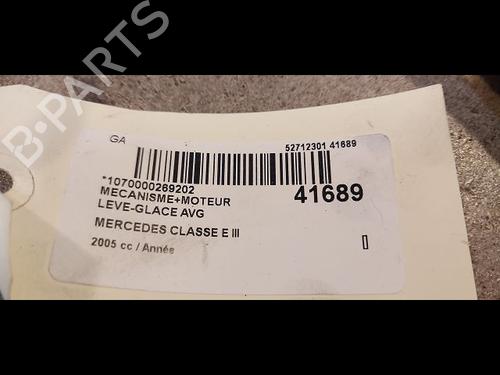 B-PARTS
GA
52712301 41689
*1070000269202
41689
MECANISME+MOTEUR
LEVE-GLACE AVG
MERCEDES CLASSE E III
2005 cc / Année